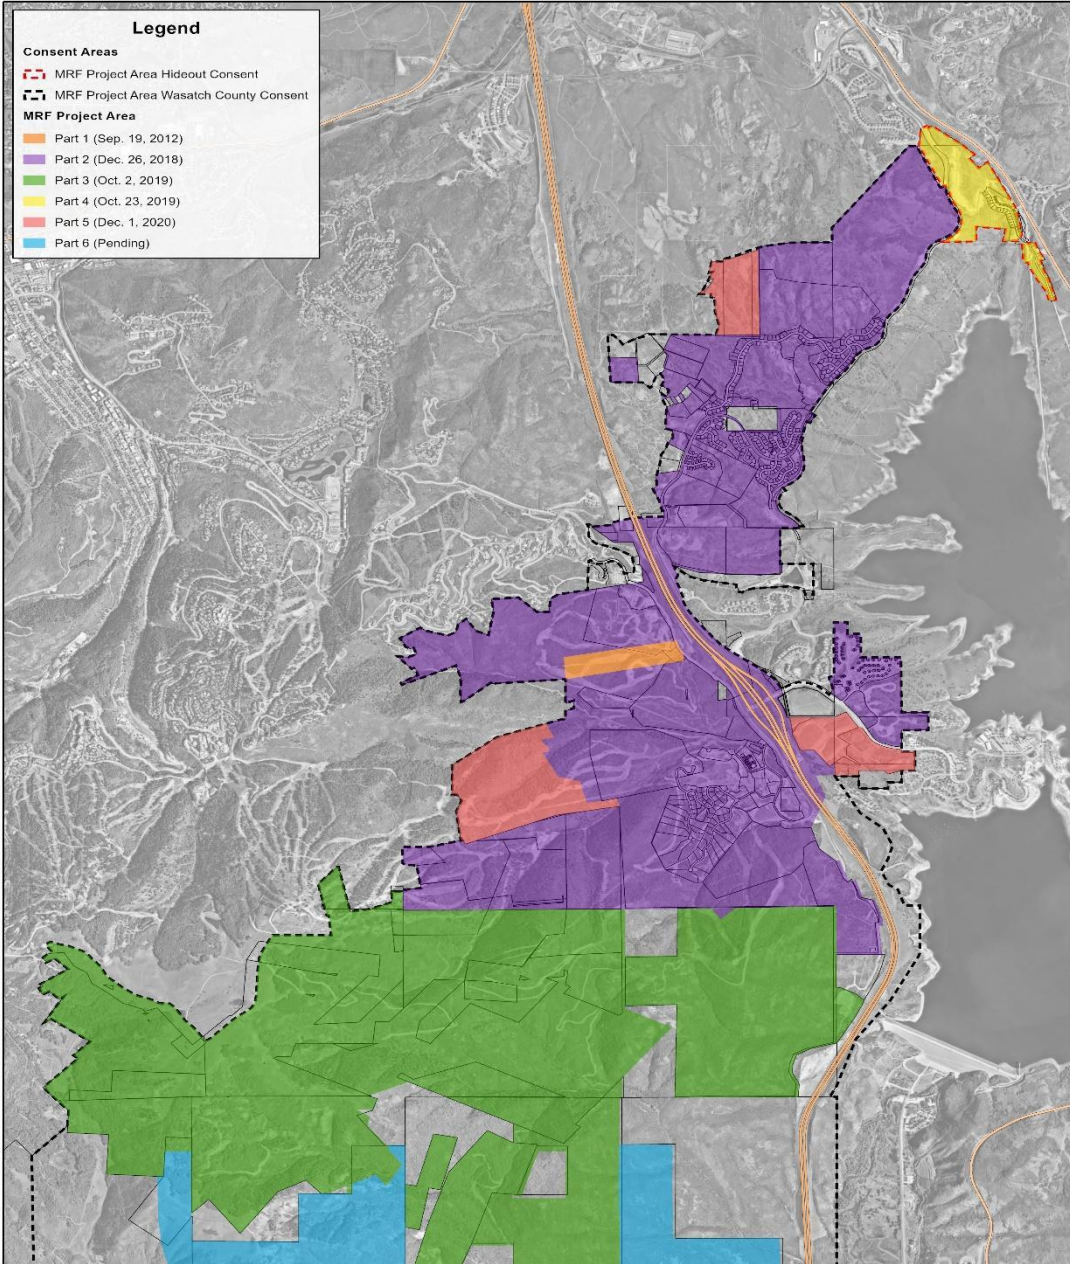 Legend
Consent Areas
MRF Project Area Hideout Consent
MRF Project Area Wasatch County Consent
MRF Project Area
Part 1 (Sep. 19, 2012)
Part 2 (Dec. 26, 2018)
Part 3 (Oct. 2, 2019)
Part 4 (Oct. 23, 2019)
Part 5 (Dec. 1, 2020)
Part 6 (Pending)